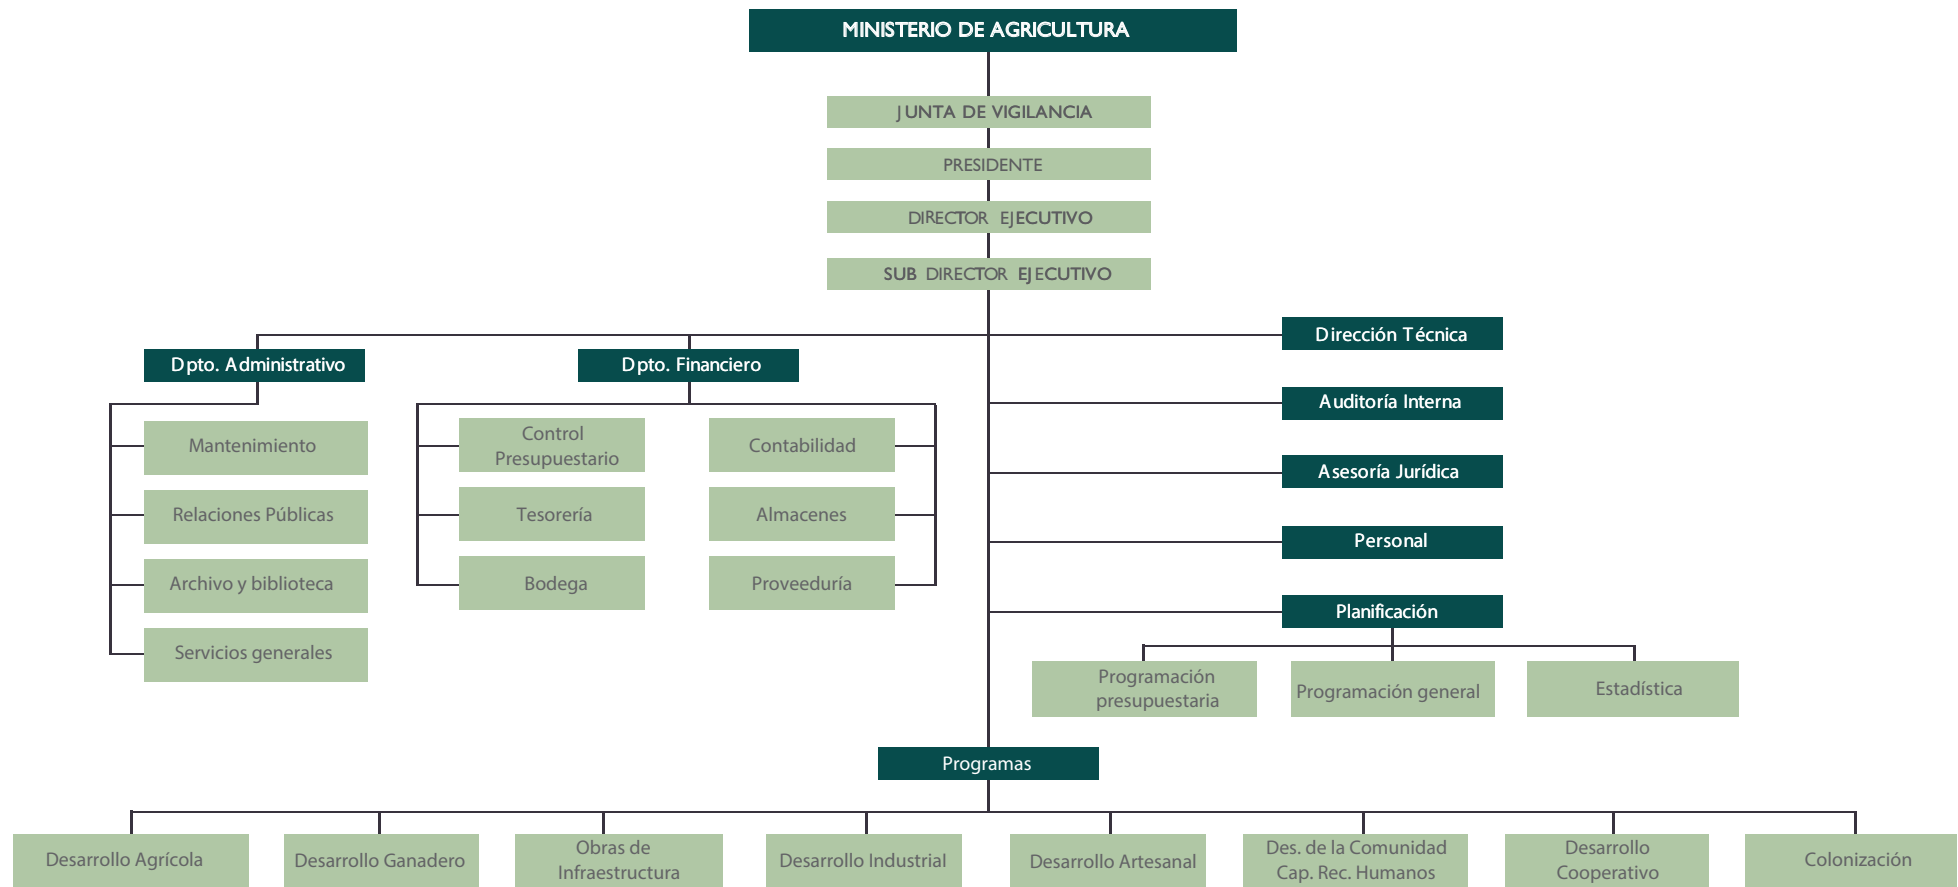 MINISTERIO DE AGRICULTURA
JUNTA DE VIGILANCIA
PRESIDENTE
DIRECTOR EJECUTIVO
SUB DIRECTOR EJECUTIVO
Dirección Técnica
Dpto. Administrativo
Dpto. Financiero
Auditoría Interna
Asesoría Jurídica
Personal
Planificación
Mantenimiento
Relaciones Públicas
Archivo y biblioteca
Servicios generales
Control
Presupuestario
Tesorería
Bodega
Contabilidad
Almacenes
Proveeduría
Programación
presupuestaria
Programación general
Estadística
Programas
Desarrollo Agrícola
Desarrollo Ganadero
Obras de
Infraestructura
Desarrollo Industrial
Desarrollo Artesanal
Des. de la Comunidad
Cap. Rec. Humanos
Desarrollo
Cooperativo
Colonización